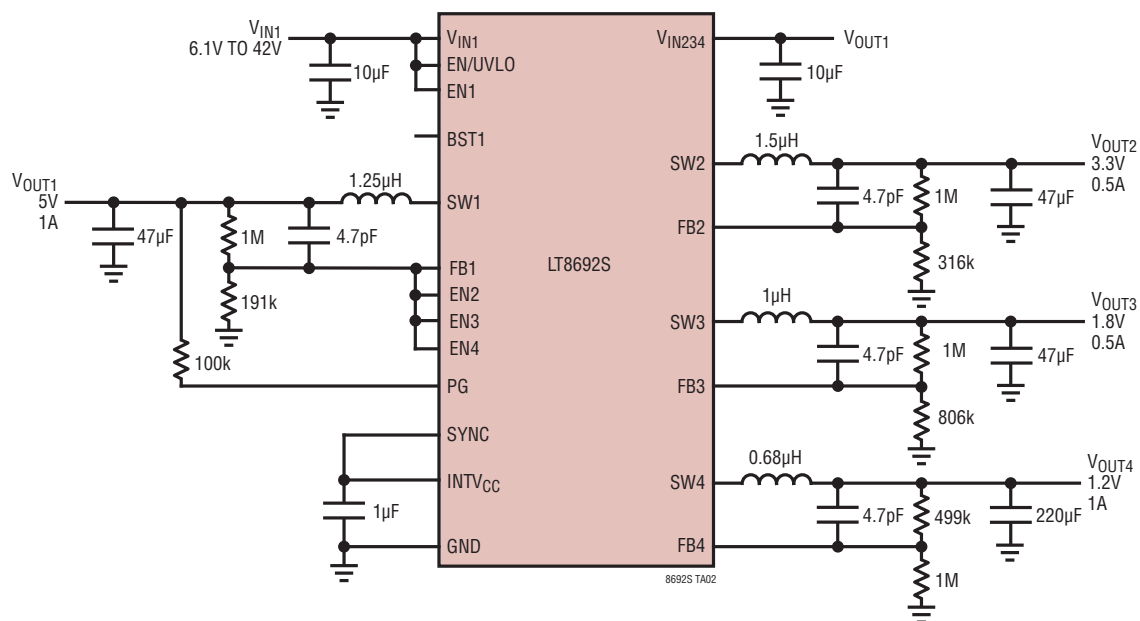 VIN1
6.1V TO 42V
10µF
VIN1
EN/UVLO
EN1
BST1
VOUT1
5V
1A
47µF
1M
4.7pF
1.25µH
SW1
191k
100k
FB1
EN2
EN3
EN4
PG
SYNC
INTVCC
1µF
GND
LT8692S
VIN234
VOUT1
10µF
SW2
1.5µH
4.7pF
1M
47µF
VOUT2
3.3V
0.5A
FB2
316k
SW3
1µH
4.7pF
1M
47µF
VOUT3
1.8V
0.5A
FB3
806k
SW4
0.68µH
4.7pF
499k
220µF
VOUT4
1.2V
1A
FB4
1M
8692S TA02